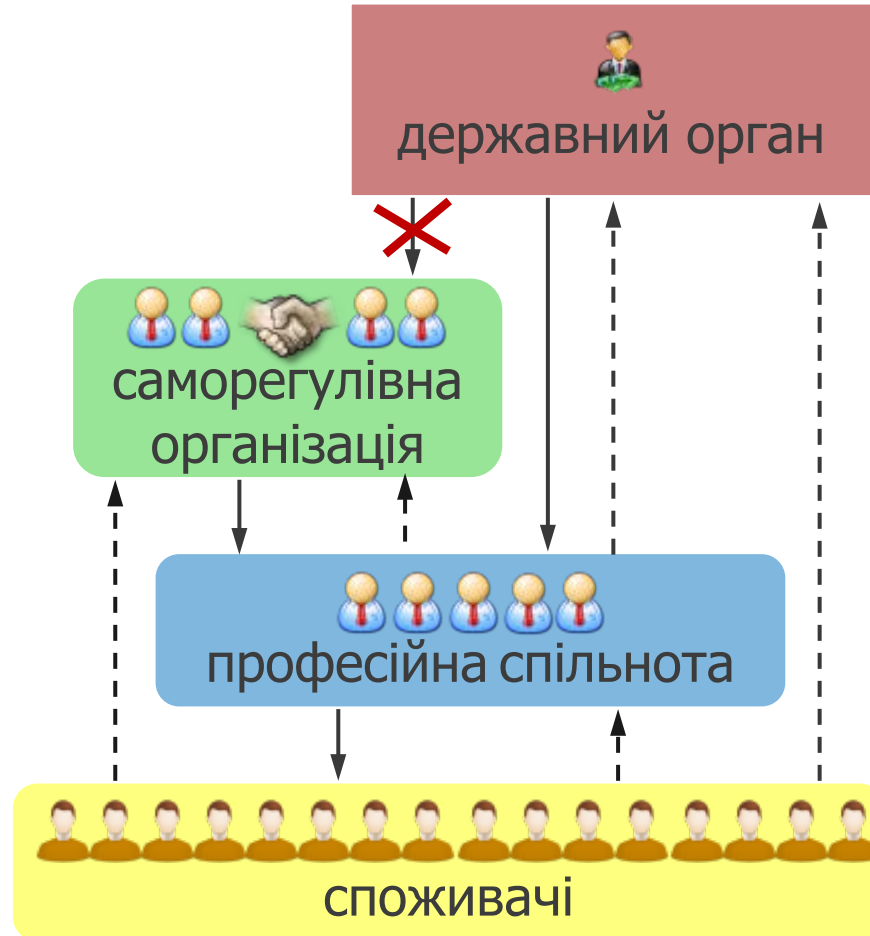 державний орган
саморегулівна
організація
професійна спільнота
споживачі